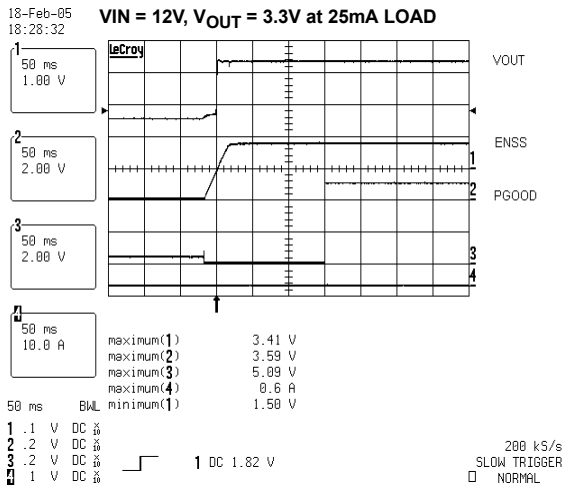 18-Feb-05
18:28:32
VIN = 12V, VOUT = 3.3V at 25mA LOAD
LeCroy
1
50 ms
1.00 V
VOUT
2
50 ms
2.00 V
ENSS
1
2
PGOOD
3
50 ms
2.00 V
3
4
4
50 ms
10.0 A
maximum(1) 3.41 V
maximum(2) 3.59 V
maximum(3) 5.09 V
maximum(4) 0.6 A
minimum(1) 1.50 V
50 ms BWL
1 .1 V DC X10
2 .2 V DC X10
3 .2 V DC X10
4 1 V DC X10
1 DC 1.82 V
200 kS/s
SLOW TRIGGER
NORMAL